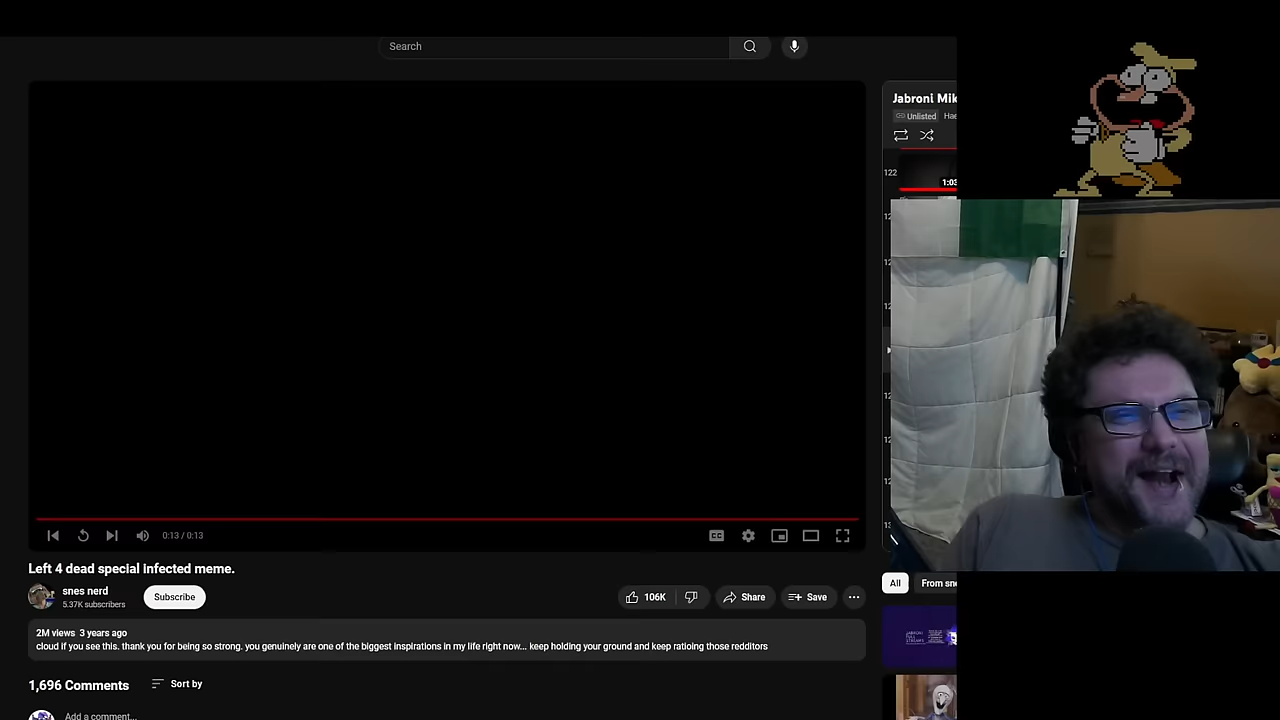 Search
Jabroni Mik
Unlisted Hae
122
1:03
0:13 / 0:13
CC
Left 4 dead special infected meme.
snes nerd
5.37K subscribers
Subscribe
106K
Share
Save
All
From sne
2M views 3 years ago
cloud if you see this. thank you for being so strong. you genuinely are one of the biggest inspirations in my life right now... keep holding your ground and keep ratioing those redditors
1,696 Comments
Sort by
Add a comment...